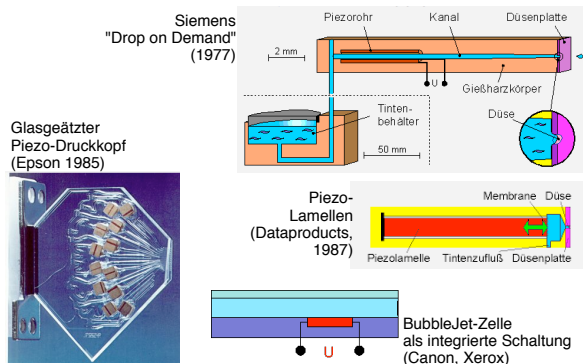 Siemens
"Drop on Demand"
(1977)
Piezorohr
Kanal
Düsenplatte
2 mm
U
Gießharzkörper
Tinten-
behälter
Düse
50 mm
Glasgeätzter
Piezo-Druckkopf
(Epson 1985)
Piezo-
Lamellen
(Dataproducts,
1987)
Membrane
Düse
Piezolamelle
Tintenzufluß
Düsenplatte
U
BubbleJet-Zelle
als integrierte Schaltung
(Canon, Xerox)